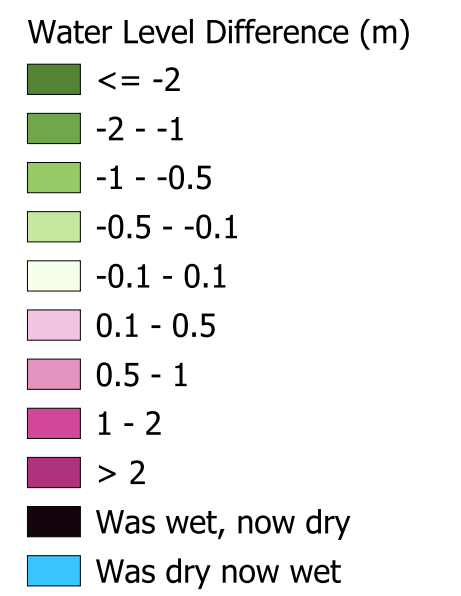 Water Level Difference (m)
<= -2
-2 - -1
-1 - -0.5
-0.5 - -0.1
-0.1 - 0.1
0.1 - 0.5
0.5 - 1
1 - 2
> 2
Was wet, now dry
Was dry now wet